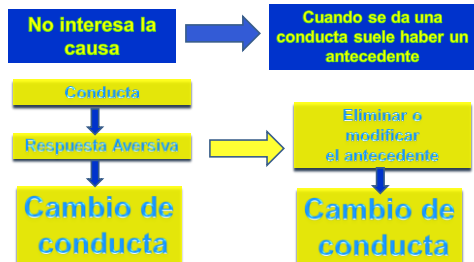 No interesa la
causa
Cuando se da una
conducta suele haber un
antecedente
Conducta
Respuesta Aversiva
Cambio de
conducta
Eliminar o
modificar
el antecedente
Cambio de
conducta